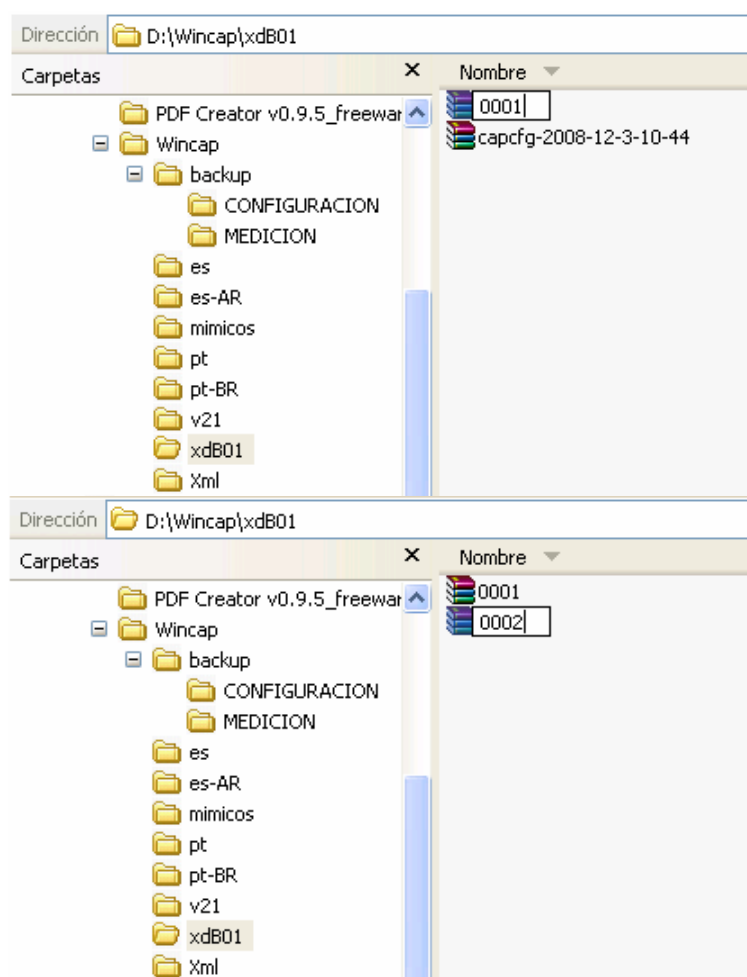 Dirección D:\Wincap\xdB01
Carpetas × Nombre
PDF Creator v0.9.5_freewar 0001
Wincap capcfg-2008-12-3-10-44
backup
CONFIGURACION
MEDICION
es
es-AR
mimicos
pt
pt-BR
v21
xdB01
Xml
Dirección D:\Wincap\xdB01
Carpetas × Nombre
PDF Creator v0.9.5_freewar 0001
Wincap 0002
backup
CONFIGURACION
MEDICION
es
es-AR
mimicos
pt
pt-BR
v21
xdB01
Xml